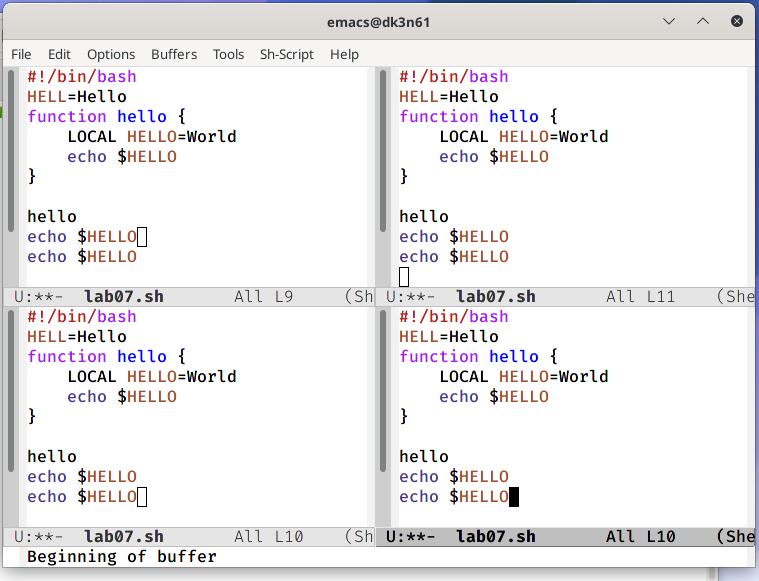 emacs@dk3n61
File Edit Options Buffers Tools Sh-Script Help
#!/bin/bash
HELL=Hello
function hello {
    LOCAL HELLO=World
    echo $HELLO
}
hello
echo $HELLO
echo $HELLO
U:**-  lab07.sh       All L9     (Sh
#!/bin/bash
HELL=Hello
function hello {
    LOCAL HELLO=World
    echo $HELLO
}
hello
echo $HELLO
echo $HELLO
U:**-  lab07.sh       All L11    (She
#!/bin/bash
HELL=Hello
function hello {
    LOCAL HELLO=World
    echo $HELLO
}
hello
echo $HELLO
echo $HELLO
U:**-  lab07.sh       All L10    (Sh
#!/bin/bash
HELL=Hello
function hello {
    LOCAL HELLO=World
    echo $HELLO
}
hello
echo $HELLO
echo $HELLO
U:**-  lab07.sh       All L10    (She
Beginning of buffer